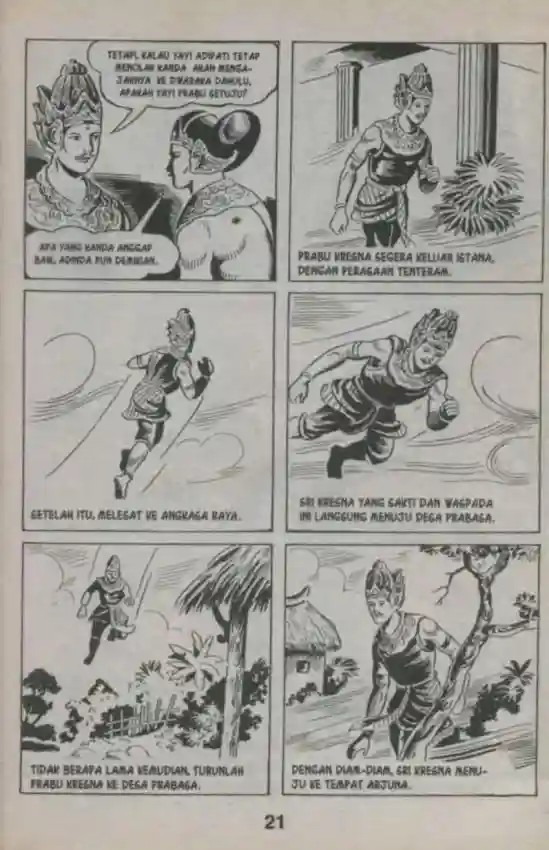 TETAPI, KALAU YAYI ADIPATI TETAP
MENOLAK KANDA AKAN MENGA-
JAKNYA KE DWARAKA DAHULU,
APAKAH YAYI PRABU SETUJU?
APA YANG KANDA ANGGAP
BAIK, ADINDA PUN DEMIKIAN.
PRABU KRESNA SEGERA KELUAR ISTANA,
DENGAN PERASAAN TENTERAM.
SETELAH ITU, MELESAT KE ANGKASA RAYA.
SRI KRESNA YANG SAKTI DAN WASPADA
INI LANGSUNG MENUJU DESA PRABASA.
TIDAK BERAPA LAMA KEMUDIAN, TURUNLAH
PRABU KRESNA KE DESA PRABASA.
DENGAN DIAM-DIAM, SRI KRESNA MENU-
JU KE TEMPAT ARJUNA.
21